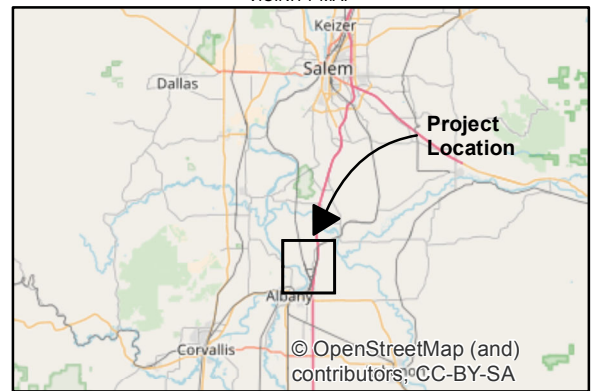 Keizer
Salem
Dallas
Project
Location
Albany
Corvallis
© OpenStreetMap (and)
contributors, CC-BY-SA